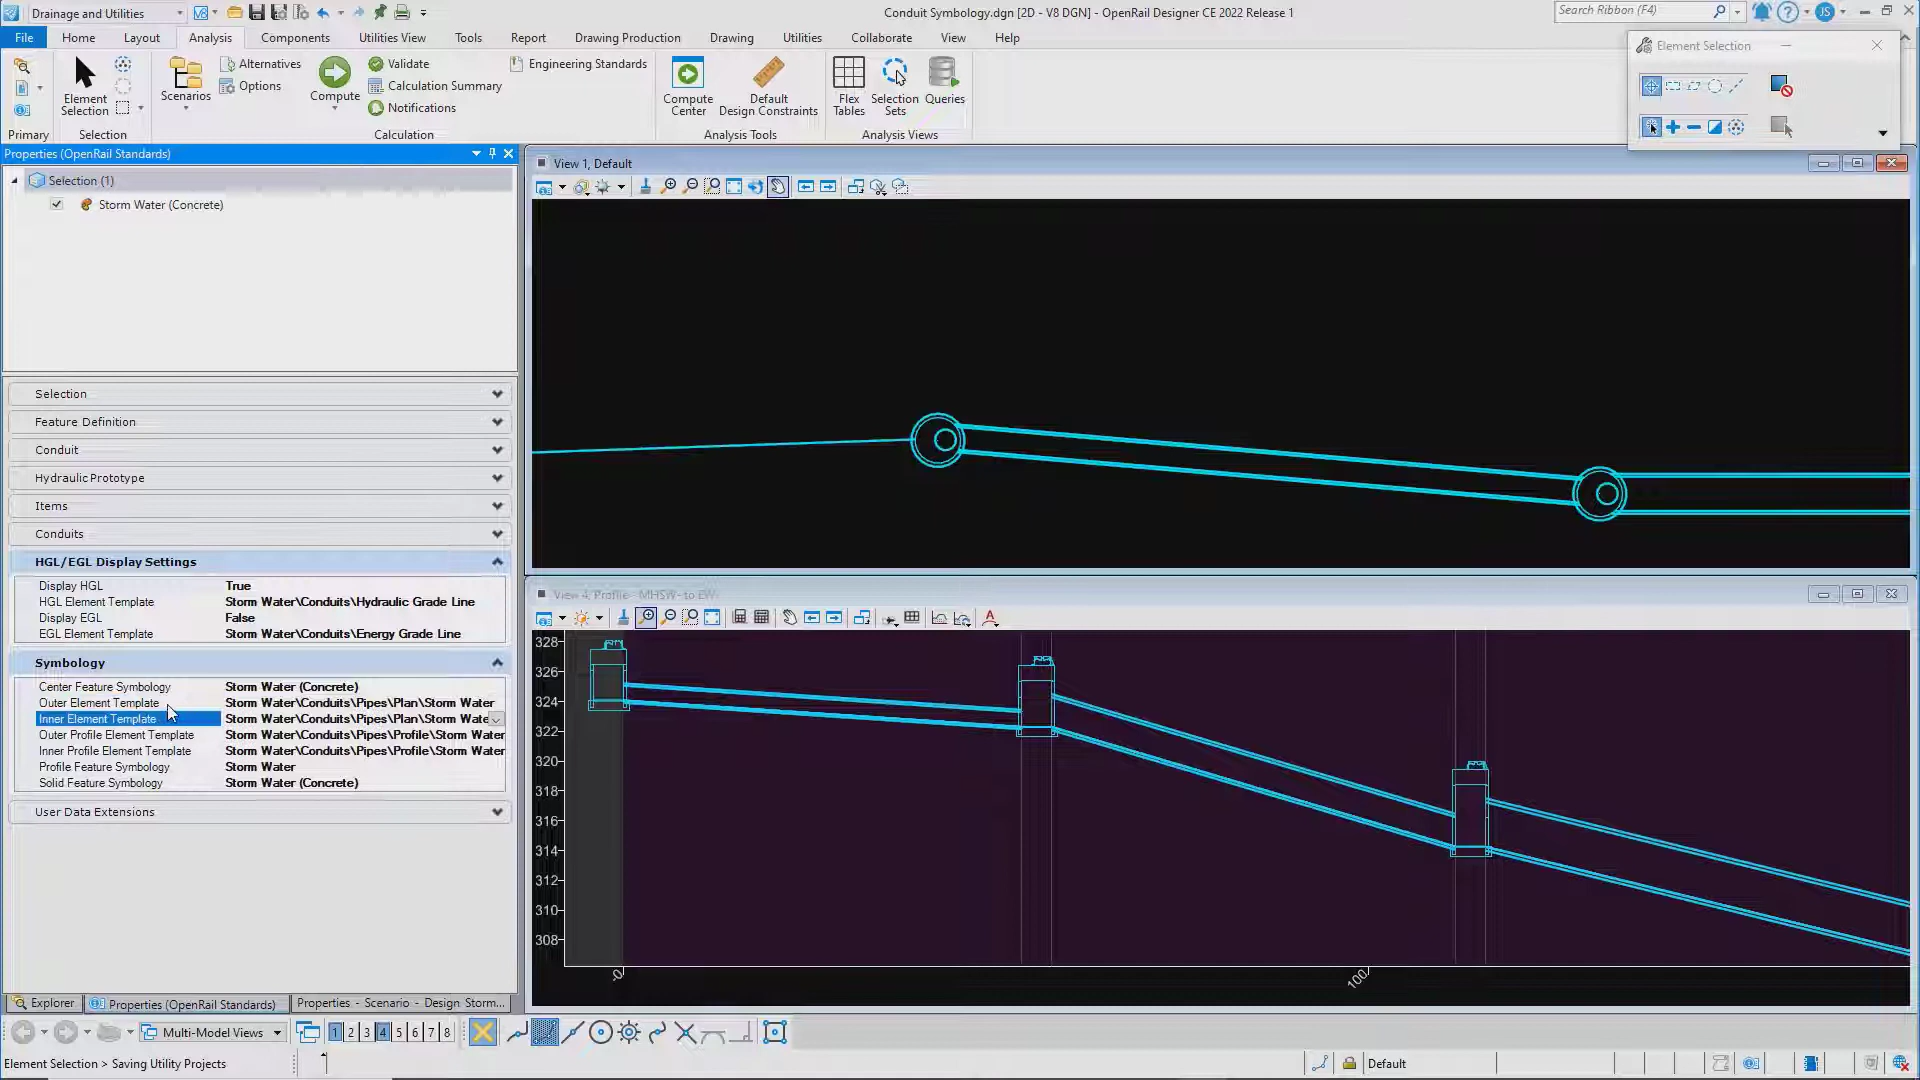 Drainage and Utilities
Conduit Symbology.dgn [2D - V8 DGN] - OpenRail Designer CE 2022 Release 1
Search Ribbon (F4)
JS
File Home Layout Analysis Components Utilities View Tools Report Drawing Production Drawing Utilities Collaborate View Help
Element Selection
Element Selection
Scenarios
Alternatives
Options
Compute
Validate
Calculation Summary
Notifications
Engineering Standards
Compute Center
Default Design Constraints
Flex Tables
Selection Sets
Queries
Primary Selection Calculation Analysis Tools Analysis Views
Properties (OpenRail Standards)
Selection (1)
Storm Water (Concrete)
View 1, Default
Selection
Feature Definition
Conduit
Hydraulic Prototype
Items
Conduits
HGL/EGL Display Settings
Display HGL True
HGL Element Template Storm Water\Conduits\Hydraulic Grade Line
Display EGL False
EGL Element Template Storm Water\Conduits\Energy Grade Line
Symbology
Center Feature Symbology Storm Water (Concrete)
Outer Element Template Storm Water\Conduits\Pipes\Plan\Storm Water
Inner Element Template Storm Water\Conduits\Pipes\Plan\Storm Wate
Outer Profile Element Template Storm Water\Conduits\Pipes\Profile\Storm Water
Inner Profile Element Template Storm Water\Conduits\Pipes\Profile\Storm Water
Profile Feature Symbology Storm Water
Solid Feature Symbology Storm Water (Concrete)
User Data Extensions
View 4, Profile - MHSW- to EW-
328
326
324
322
320
318
316
314
312
310
308
-0
100
Explorer Properties (OpenRail Standards) Properties - Scenario - Design Storm...
Multi-Model Views 1 2 3 4 5 6 7 8
Element Selection > Saving Utility Projects
Default